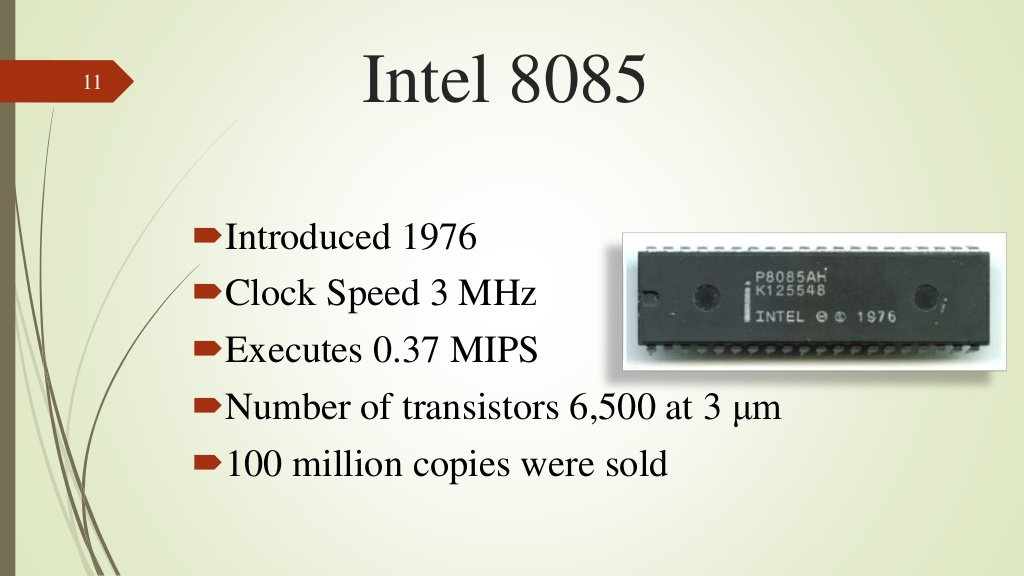 11
Intel 8085
Introduced 1976
Clock Speed 3 MHz
Executes 0.37 MIPS
Number of transistors 6,500 at 3 μm
100 million copies were sold
P8085AH
K125548
INTEL Ⓜ © 1976